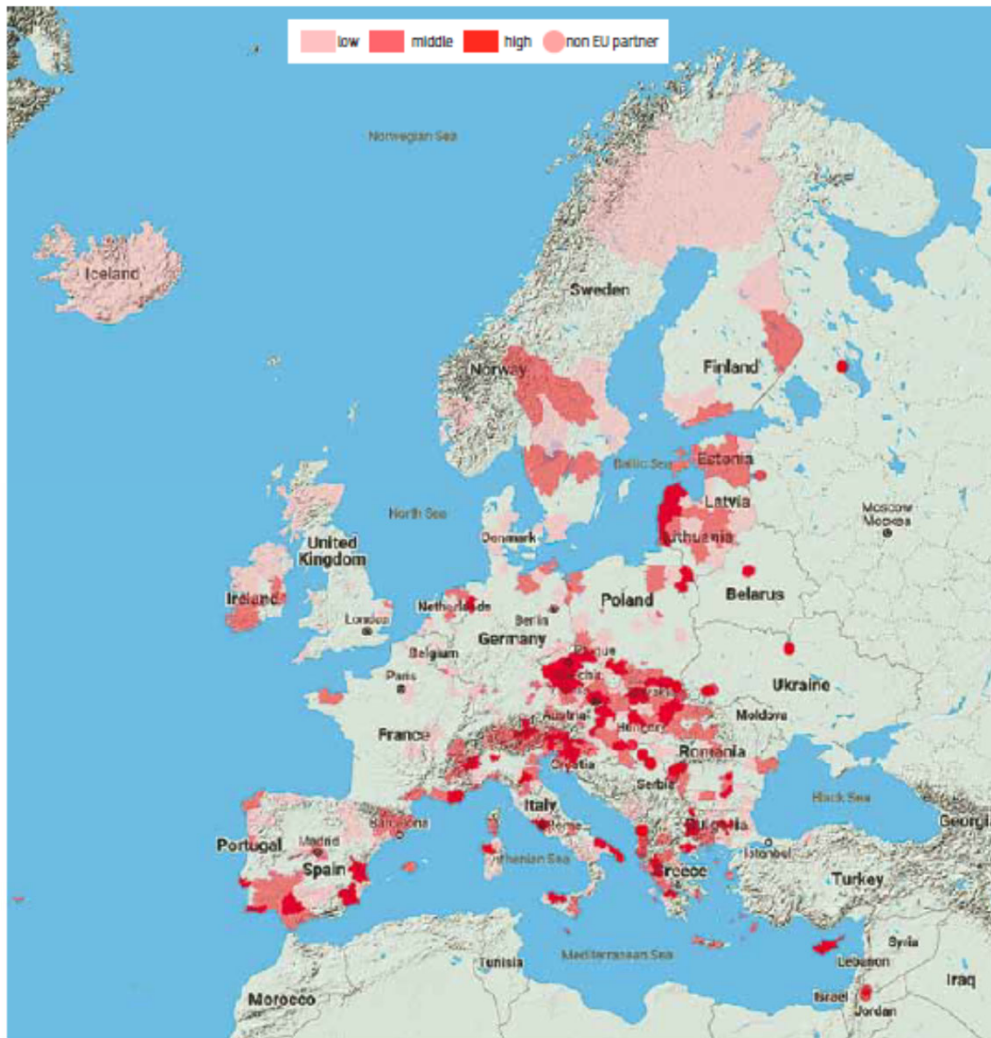 low middle high non EU partner
Norwegian Sea
Iceland
Sweden
Norway
Finland
Baltic Sea
Estonia
North Sea
Latvia
Moscow
Москва
Denmark
Lithuania
United
Kingdom
Ireland
Netherlands
Poland
Belarus
London
Berlin
Germany
Belgium
Prague
Paris
Ukraine
Austria
Moldova
Hungary
France
Romania
Croatia
Serbia
Black Sea
Italy
Georgia
Barcelona
Rome
Bulgaria
Portugal
Madrid
Istanbul
Spain
Greece
Turkey
Mediterranean Sea
Syria
Tunisia
Lebanon
Iraq
Morocco
Israel
Jordan